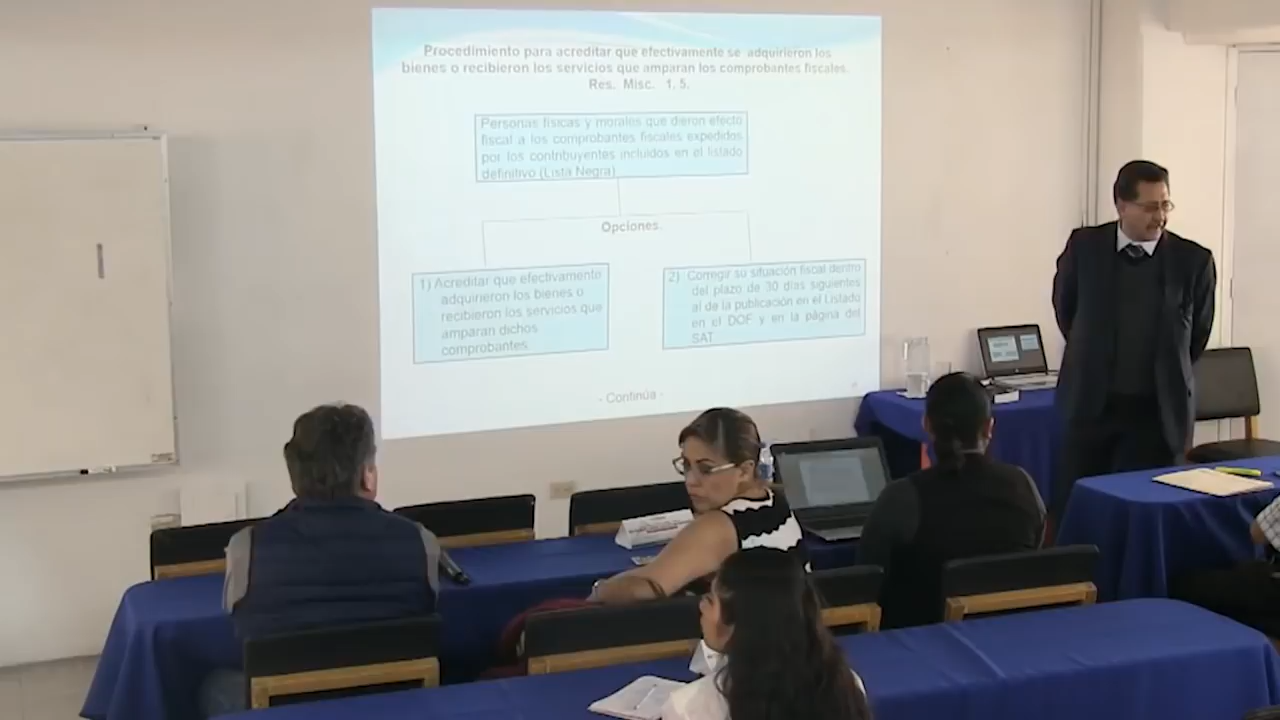 Procedimiento para acreditar que efectivamente se adquirieron los
bienes o recibieron los servicios que amparan los comprobantes fiscales.
Res. Misc. 1. 5.
Personas físicas y morales que dieron efecto
fiscal a los comprobantes fiscales expedidos
por los contribuyentes incluidos en el listado
definitivo (Lista Negra)
Opciones.
1) Acreditar que efectivamente
adquirieron los bienes o
recibieron los servicios que
amparan dichos
comprobantes.
2) Corregir su situación fiscal dentro
del plazo de 30 días siguientes
al de la publicación en el Listado
en el DOF y en la página del
SAT
- Continúa -